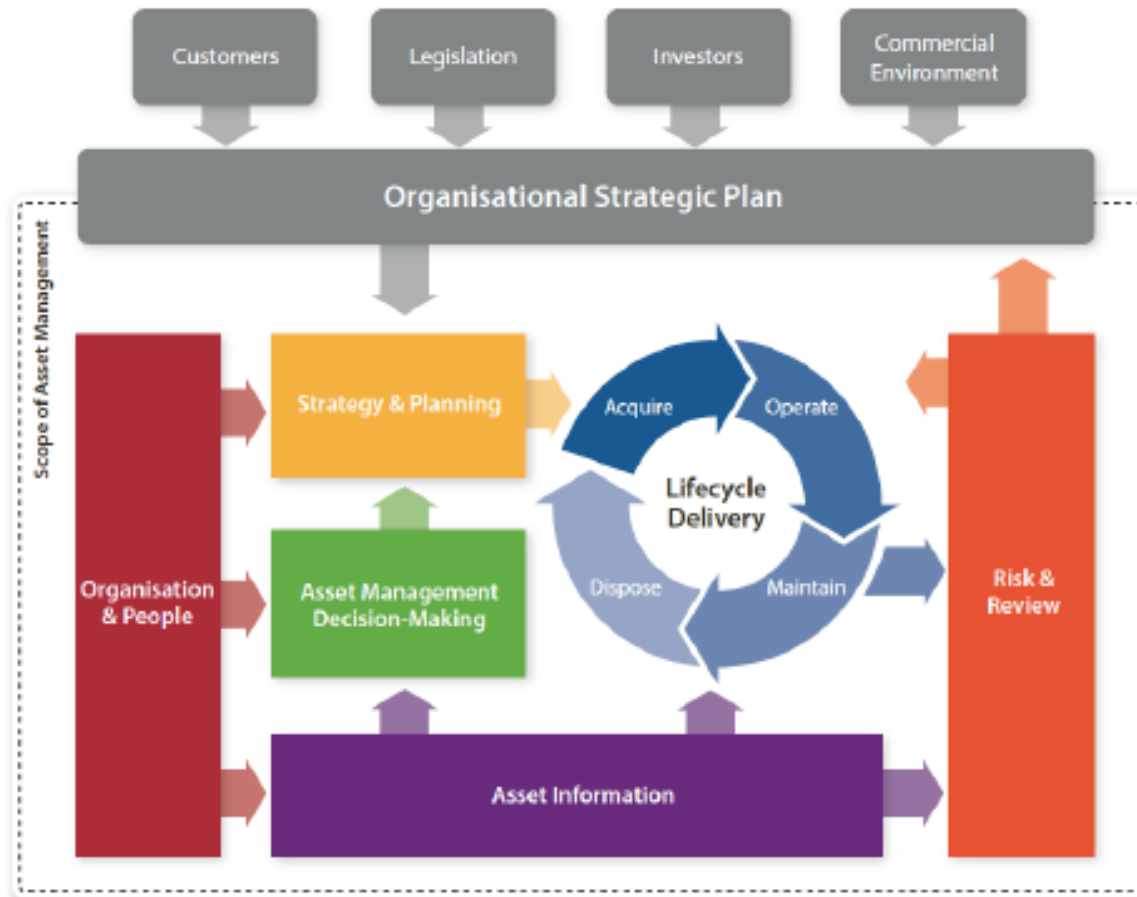 Customers
Legislation
Investors
Commercial
Environment
Organisational Strategic Plan
Scope of Asset Management
Strategy & Planning
Acquire
Operate
Lifecycle
Delivery
Organisation
& People
Asset Management
Decision-Making
Dispose
Maintain
Risk &
Review
Asset Information